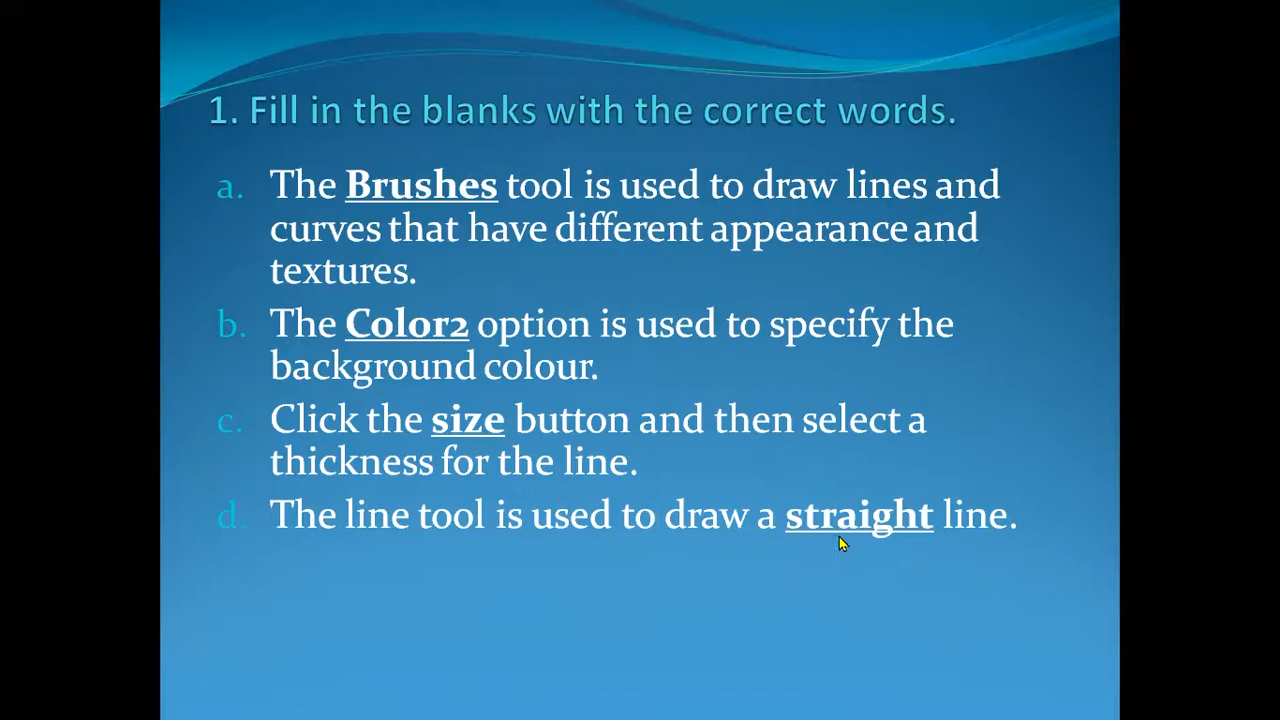 1. Fill in the blanks with the correct words.
a. The Brushes tool is used to draw lines and
curves that have different appearance and
textures.
b. The Color2 option is used to specify the
background colour.
c. Click the size button and then select a
thickness for the line.
d. The line tool is used to draw a straight line.